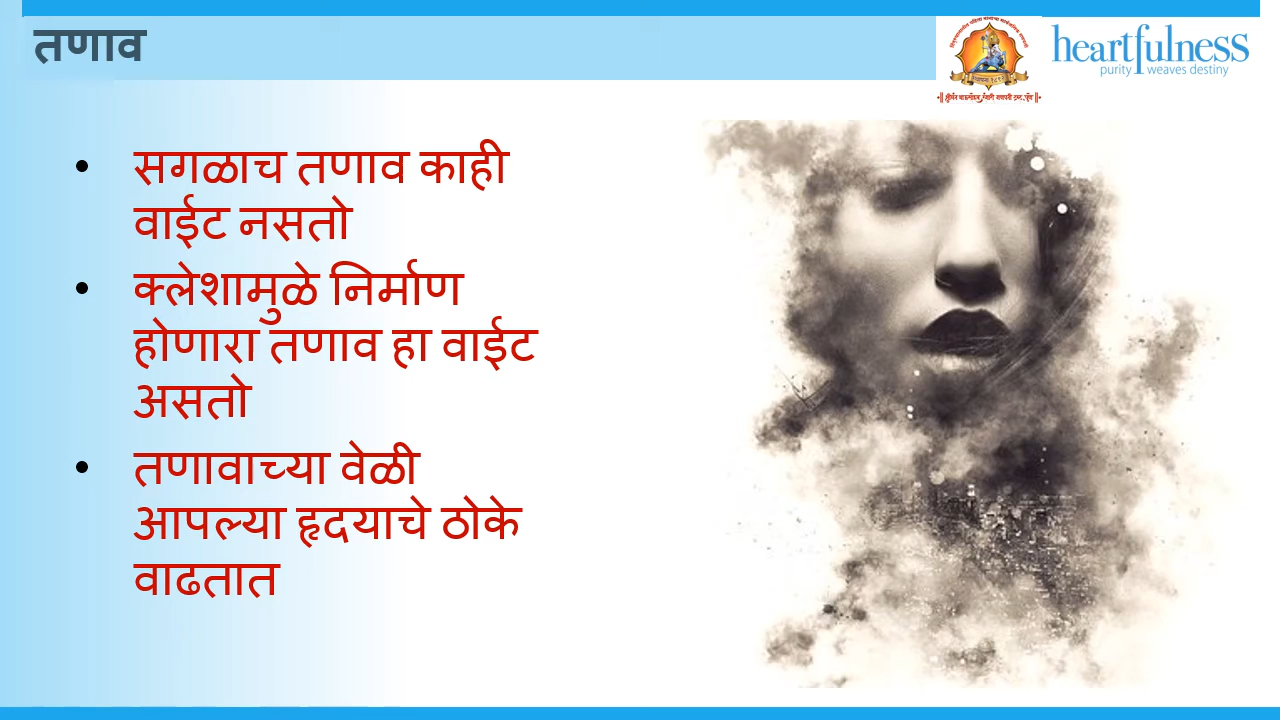 तणाव
heartfulness
purity weaves destiny
• सगळाच तणाव काही
वाईट नसतो
• क्लेशामुळे निर्माण
होणारा तणाव हा वाईट
असतो
• तणावाच्या वेळी
आपल्या हृदयाचे ठोके
वाढतात